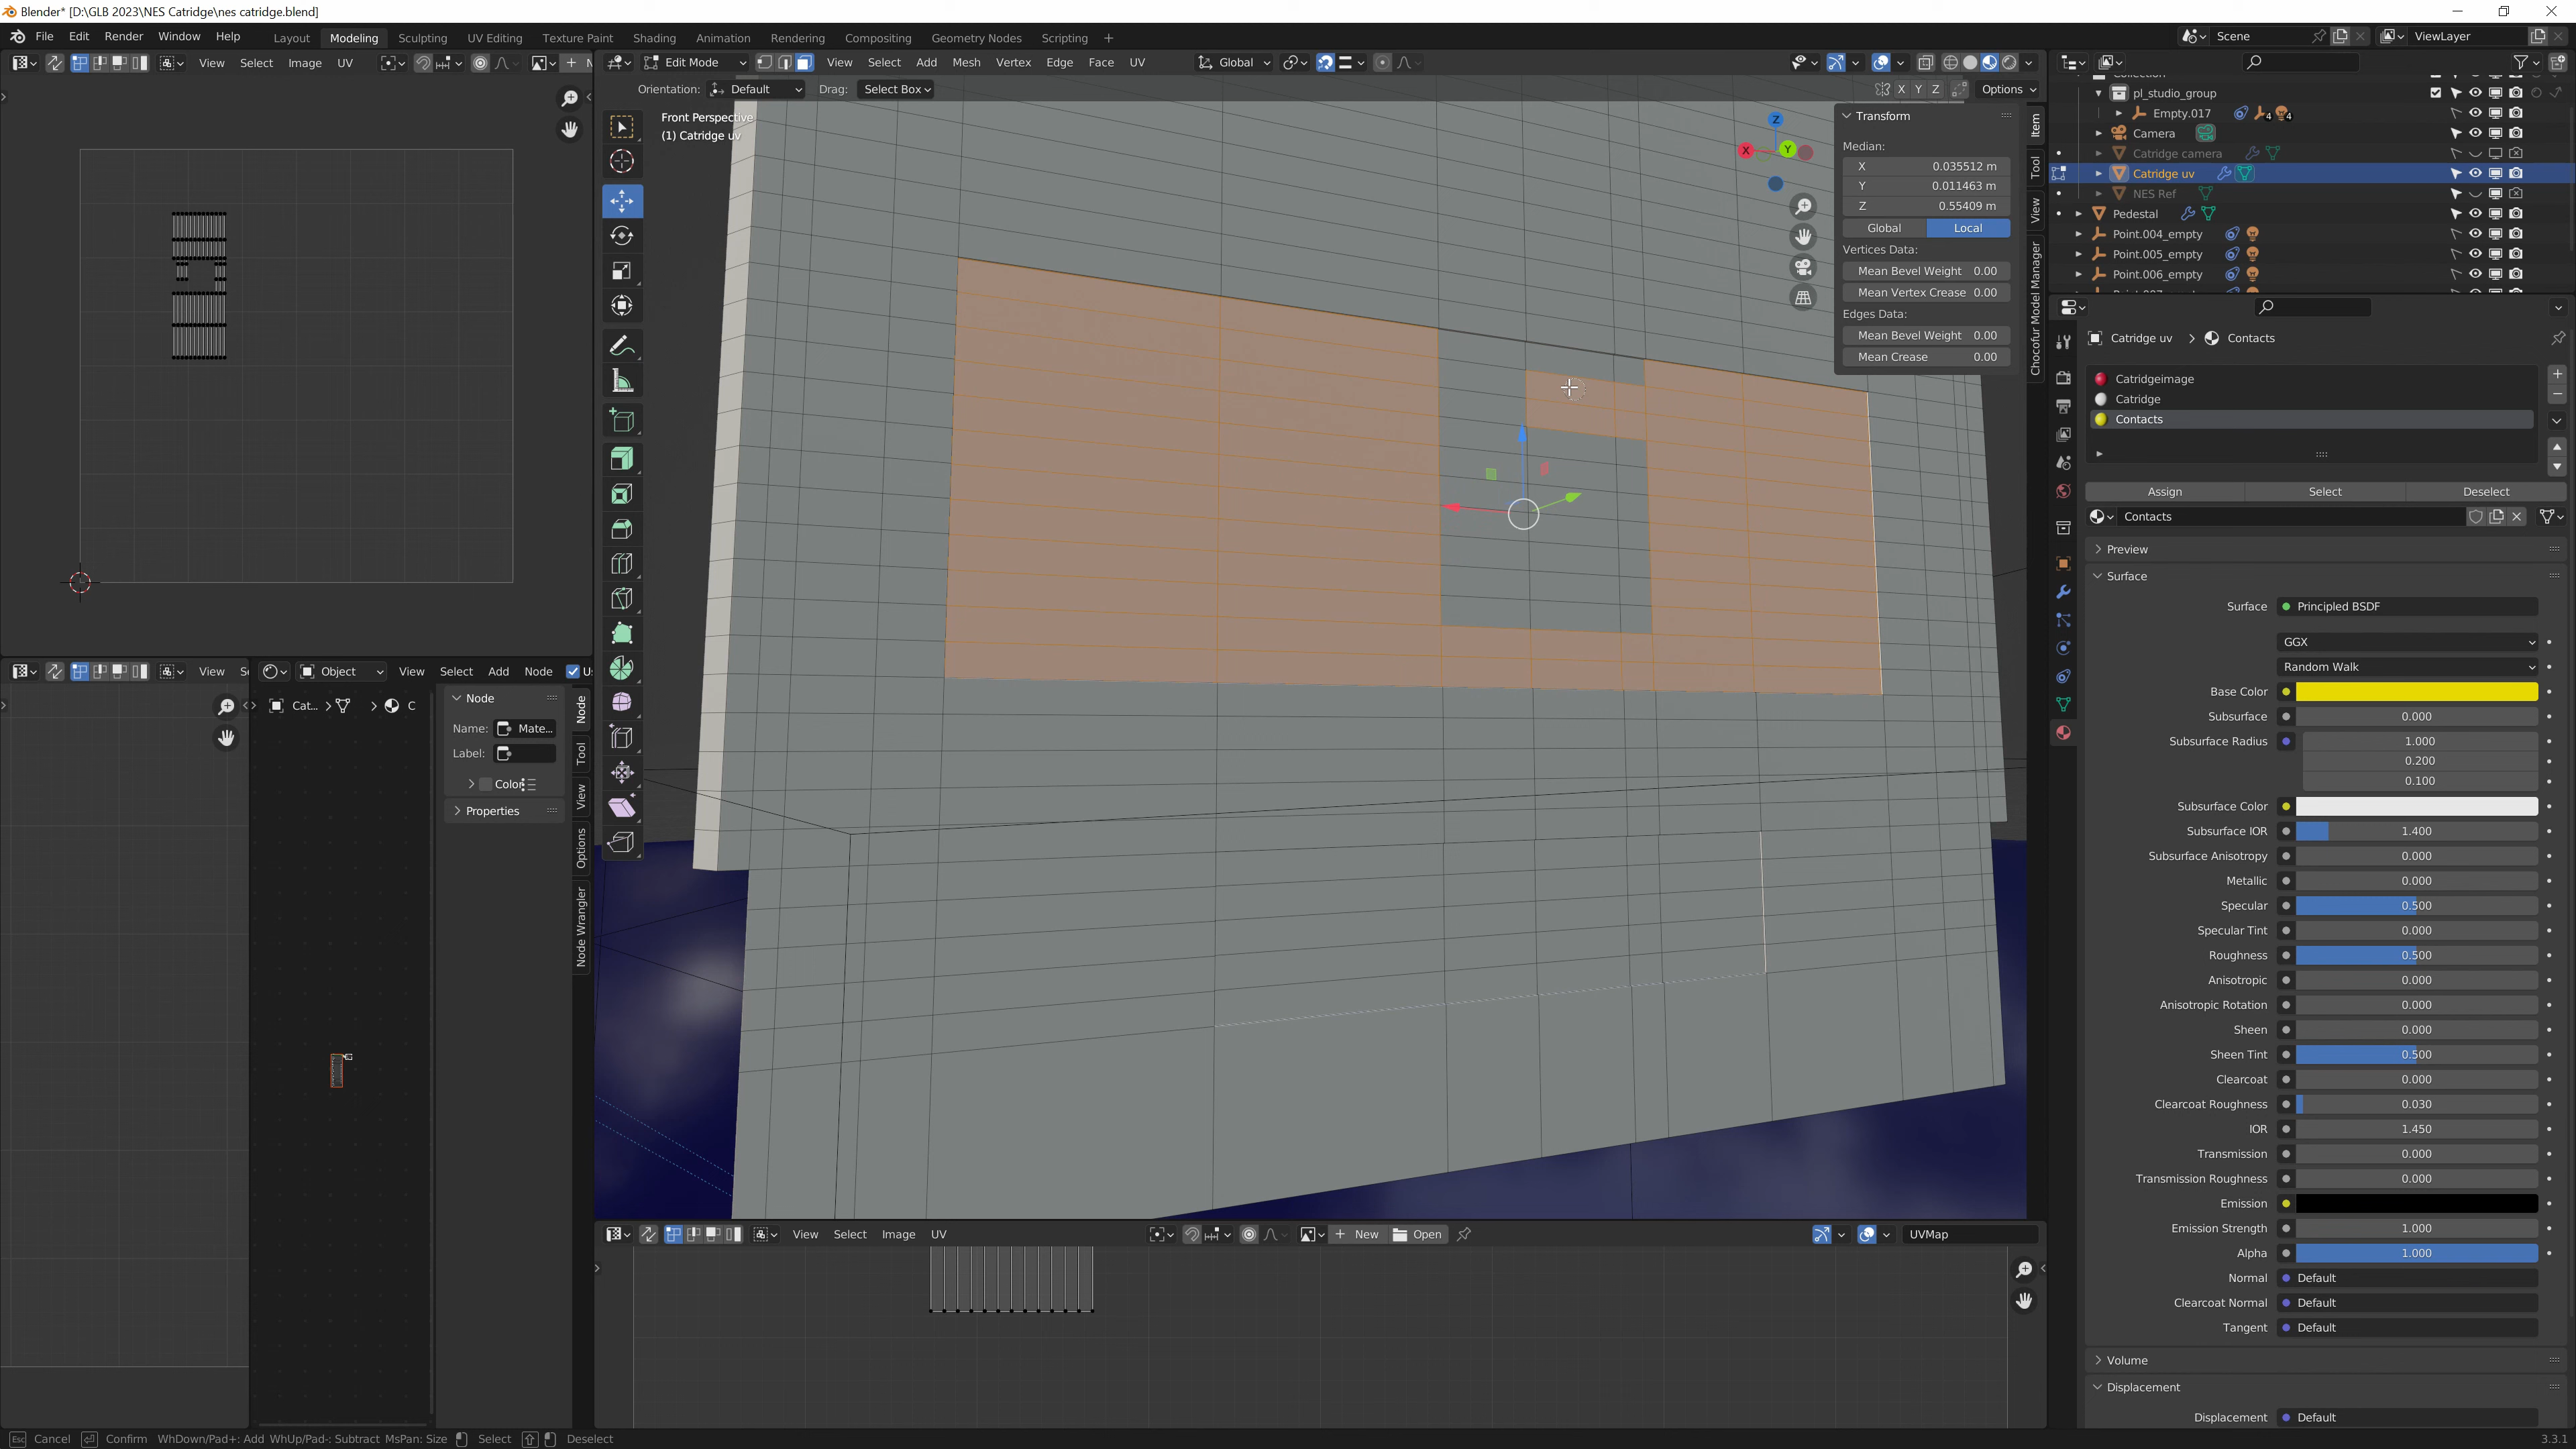 Blender* [D:\GLB 2023\NES Catridge\nes catridge.blend]
File Edit Render Window Help Layout Modeling Sculpting UV Editing Texture Paint Shading Animation Rendering Compositing Geometry Nodes Scripting + Scene ViewLayer
View Select Image UV
Edit Mode View Select Add Mesh Vertex Edge Face UV Global
Orientation: Default Drag: Select Box X Y Z Options
Front Perspective
(1) Catridge uv
Z
X
Y
Transform
Median:
X 0.035512 m
Y 0.011463 m
Z 0.55409 m
Global Local
Vertices Data:
Mean Bevel Weight 0.00
Mean Vertex Crease 0.00
Edges Data:
Mean Bevel Weight 0.00
Mean Crease 0.00
Item
Tool
View
Chocofur Model Manager
pl_studio_group
Empty.017 4 4
Camera
Catridge camera
Catridge uv
NES Ref
Pedestal
Point.004_empty
Point.005_empty
Point.006_empty
Catridge uv > Contacts
Catridgeimage
Catridge
Contacts
Assign Select Deselect
Contacts
Preview
Surface
Surface Principled BSDF
GGX
Random Walk
Base Color
Subsurface 0.000
Subsurface Radius 1.000
0.200
0.100
Subsurface Color
Subsurface IOR 1.400
Subsurface Anisotropy 0.000
Metallic 0.000
Specular 0.500
Specular Tint 0.000
Roughness 0.500
Anisotropic 0.000
Anisotropic Rotation 0.000
Sheen 0.000
Sheen Tint 0.500
Clearcoat 0.000
Clearcoat Roughness 0.030
IOR 1.450
Transmission 0.000
Transmission Roughness 0.000
Emission
Emission Strength 1.000
Alpha 1.000
Normal Default
Clearcoat Normal Default
Tangent Default
Volume
Displacement
Displacement Default
View
Object View Select Add Node
Cat... > > C
Node
Name: Mate...
Label:
Color
Properties
Node
Tool
View
Options
Node Wrangler
View Select Image UV + New Open UVMap
Esc Cancel Confirm WhDown/Pad+: Add WhUp/Pad-: Subtract MsPan: Size Select Deselect
3.3.1